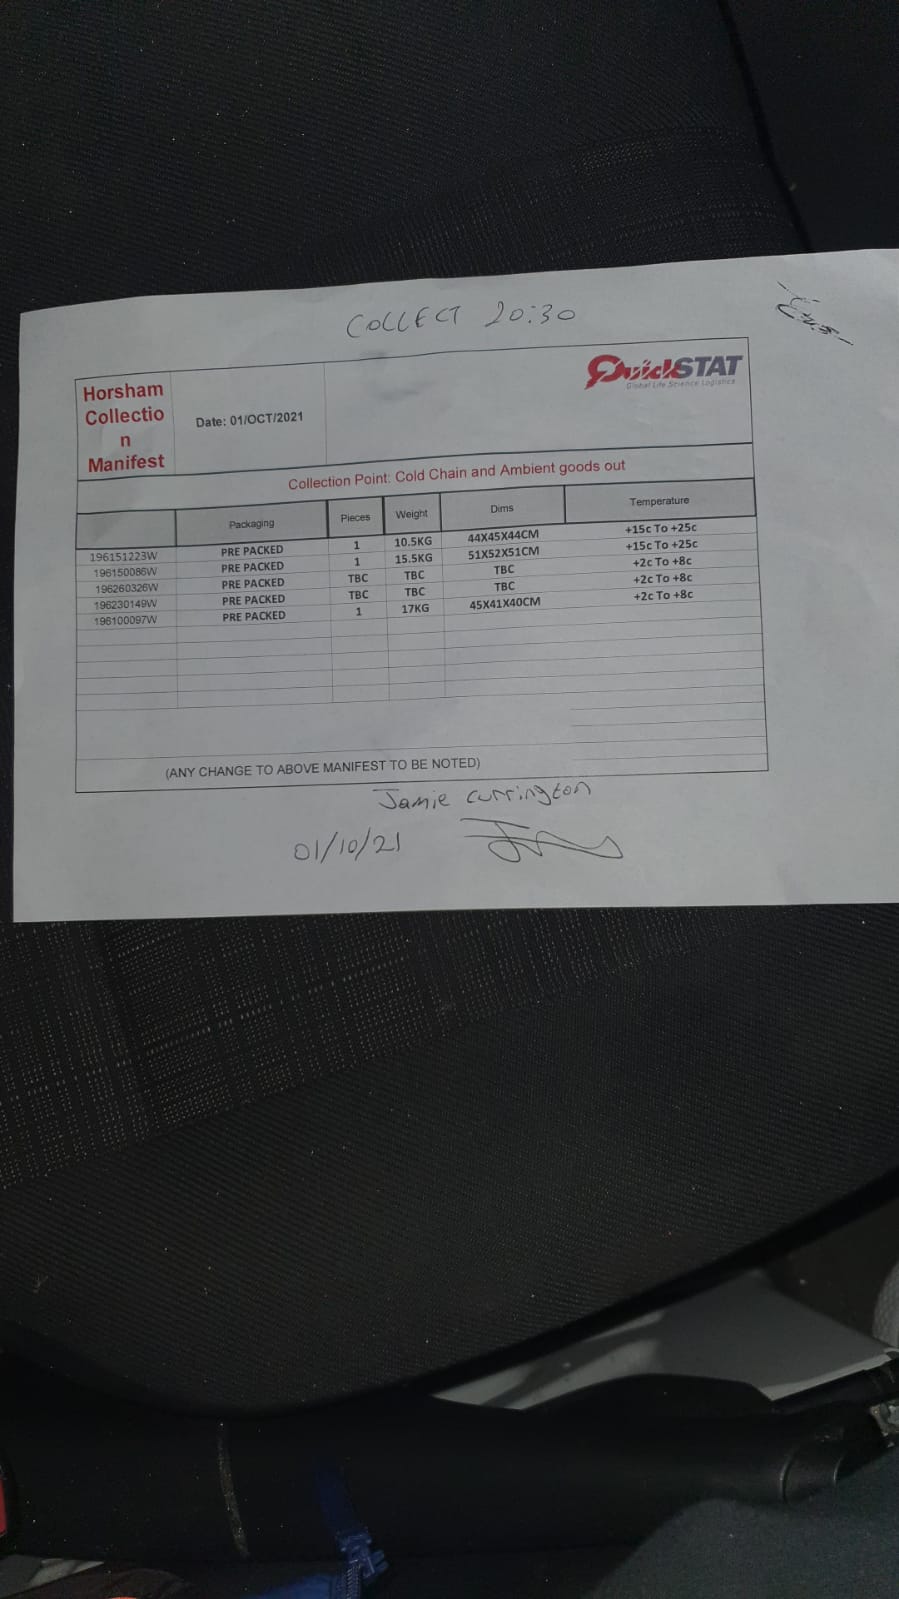 COLLECT 20:30
QuickSTAT
Global Life Science Logistics
Horsham
Collectio
n
Manifest
Date: 01/OCT/2021
Collection Point: Cold Chain and Ambient goods out
Packaging Pieces Weight Dims Temperature
196151223W PRE PACKED 1 10.5KG 44X45X44CM +15c To +25c
196150086W PRE PACKED 1 15.5KG 51X52X51CM +15c To +25c
196260326W PRE PACKED TBC TBC TBC +2c To +8c
196230149W PRE PACKED TBC TBC TBC +2c To +8c
196100097W PRE PACKED 1 17KG 45X41X40CM +2c To +8c
(ANY CHANGE TO ABOVE MANIFEST TO BE NOTED)
Jamie Currington
01/10/21